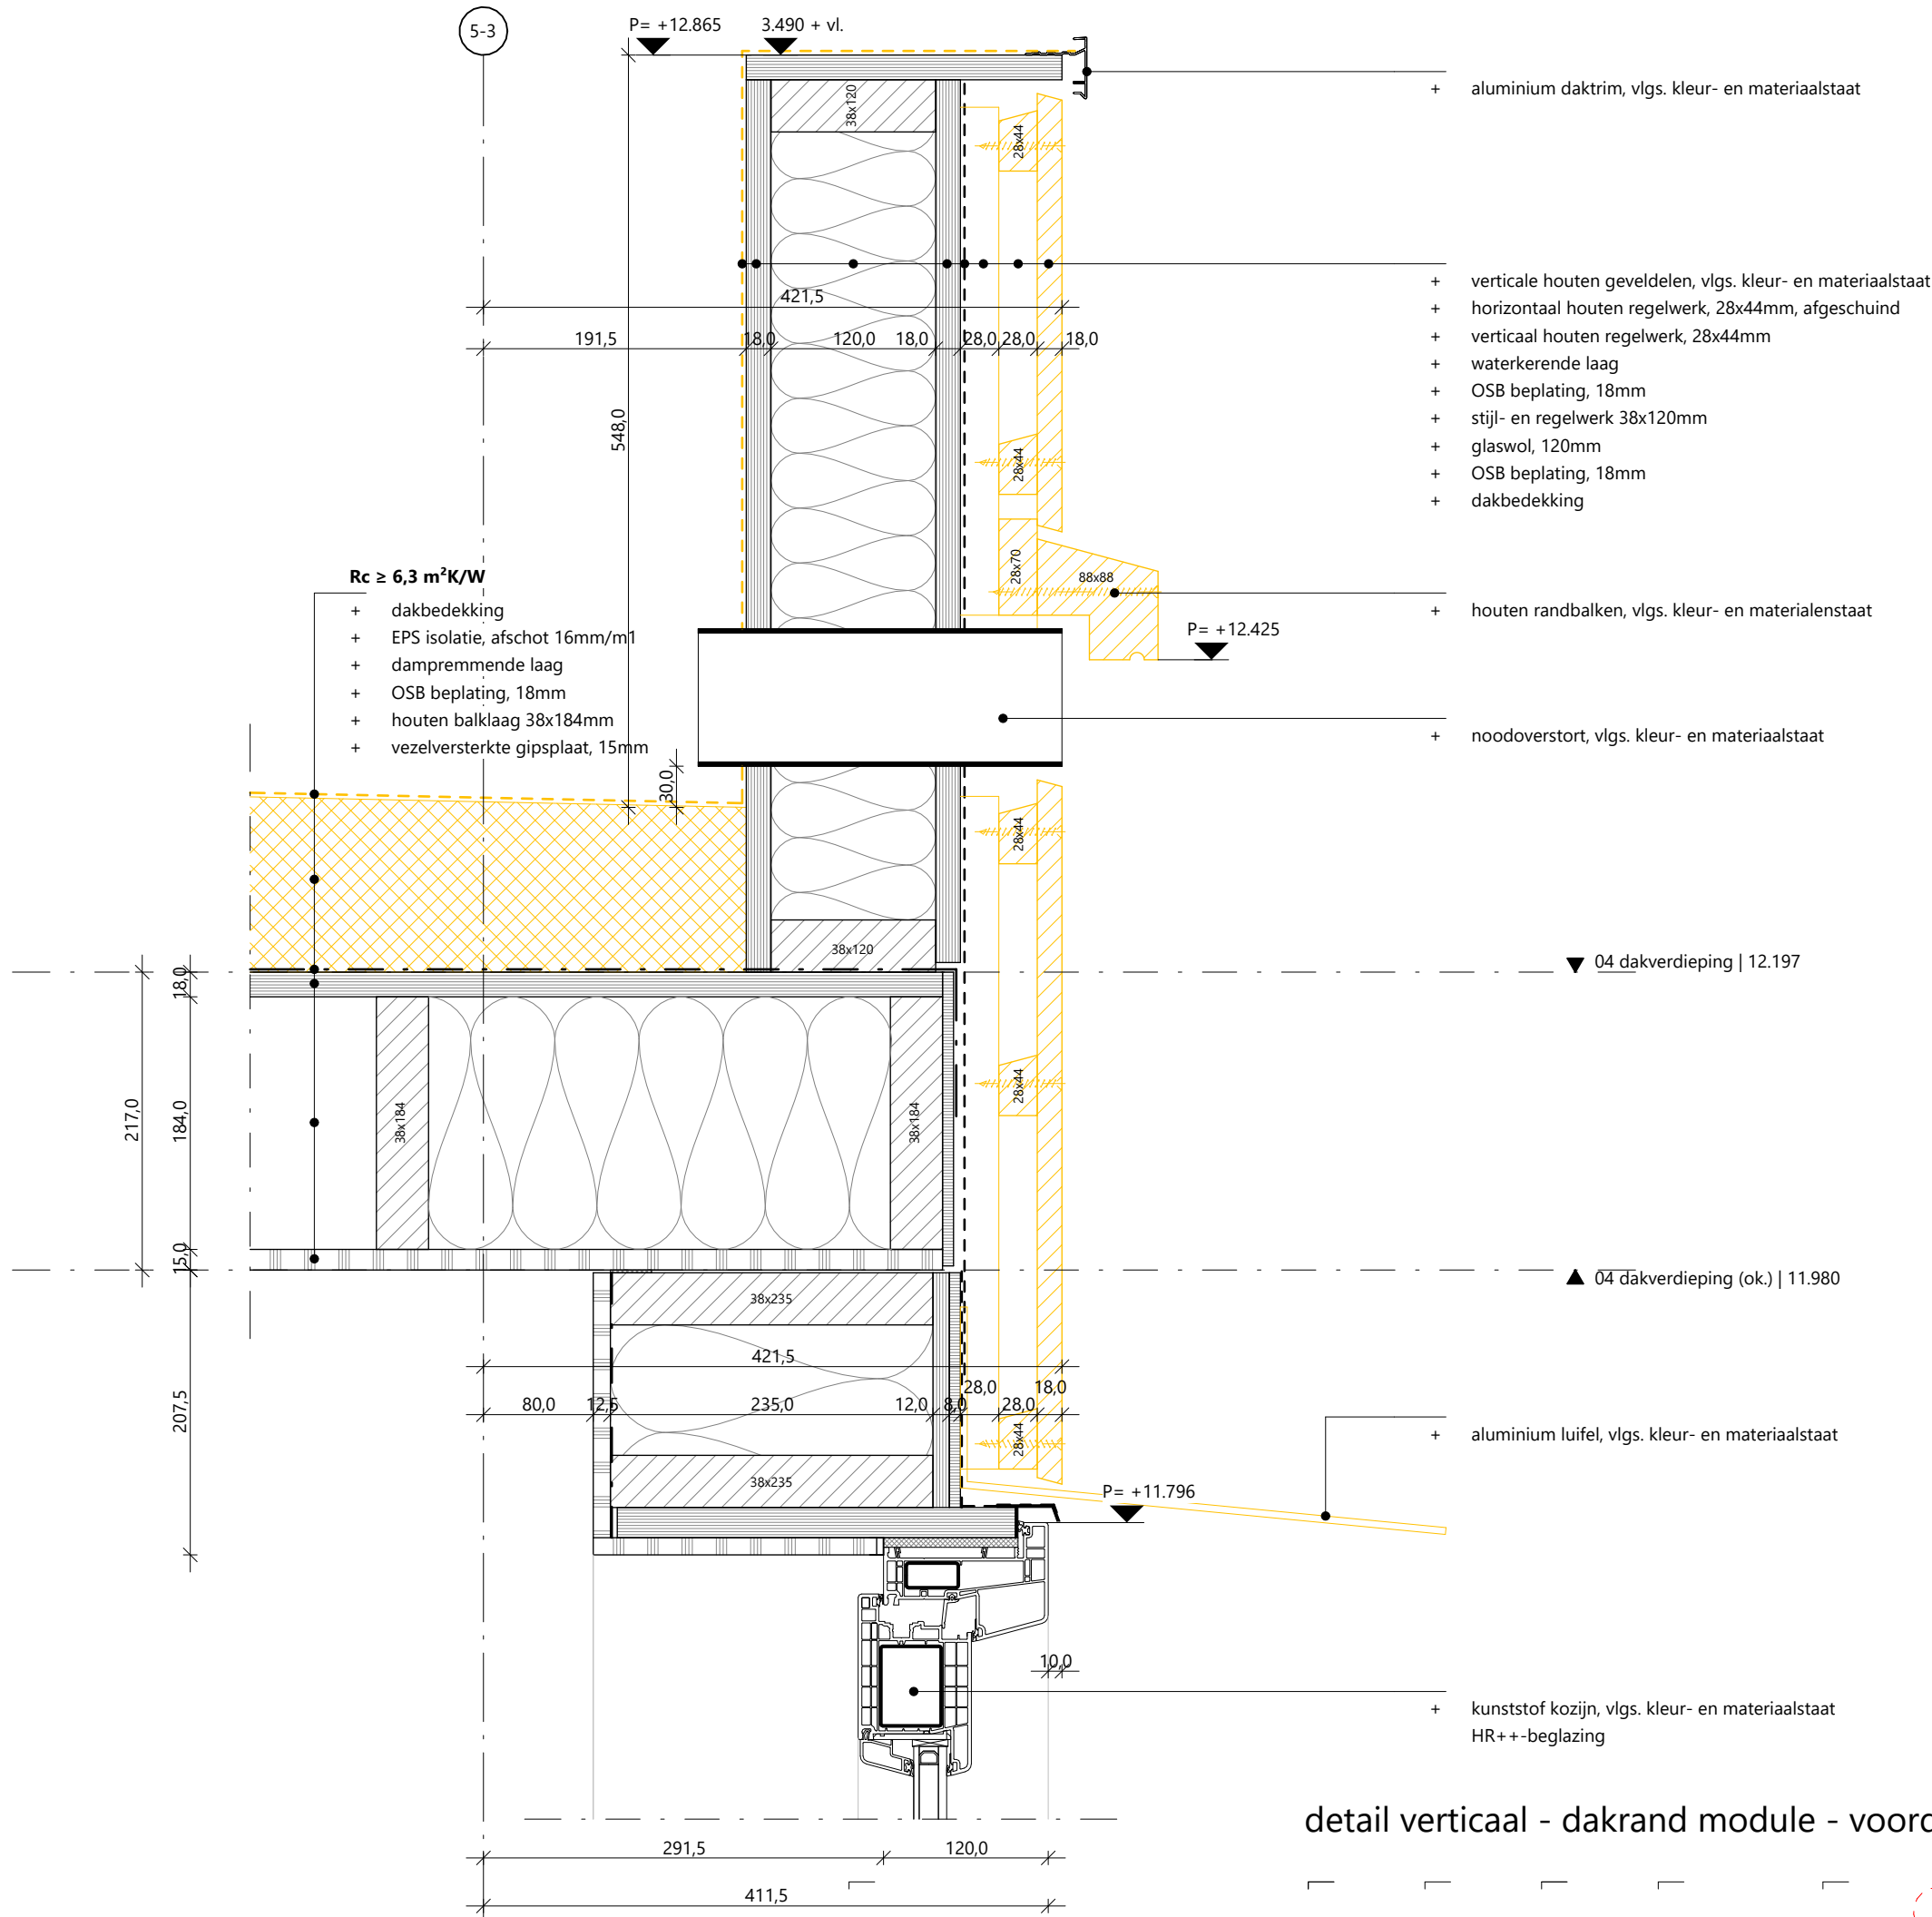 5-3
P= +12.865
3.490 + vl.
38x120
28x44
+ aluminium daktrim, vlgs. kleur- en materiaalstaat
421,5
191,5
18,0
120,0
18,0
28,0
28,0
18,0
+ verticale houten geveldelen, vlgs. kleur- en materiaalstaat
+ horizontaal houten regelwerk, 28x44mm, afgeschuind
+ verticaal houten regelwerk, 28x44mm
+ waterkerende laag
+ OSB beplating, 18mm
+ stijl- en regelwerk 38x120mm
+ glaswol, 120mm
+ OSB beplating, 18mm
+ dakbedekking
548,0
28x44
28x70
88x88
Rc ≥ 6,3 m²K/W
+ dakbedekking
+ EPS isolatie, afschot 16mm/m1
+ dampremmende laag
+ OSB beplating, 18mm
+ houten balklaag 38x184mm
+ vezelversterkte gipsplaat, 15mm
+ houten randbalken, vlgs. kleur- en materialenstaat
P= +12.425
+ noodoverstort, vlgs. kleur- en materiaalstaat
30,0
28x44
38x120
04 dakverdieping | 12.197
18,0
217,0
184,0
38x184
38x184
28x44
15,0
04 dakverdieping (ok.) | 11.980
38x235
421,5
28,0
18,0
80,0
12,5
235,0
12,0
8,0
28,0
207,5
28x44
+ aluminium luifel, vlgs. kleur- en materiaalstaat
38x235
P= +11.796
10,0
+ kunststof kozijn, vlgs. kleur- en materiaalstaat
HR++-beglazing
detail verticaal - dakrand module - voord
291,5
120,0
411,5